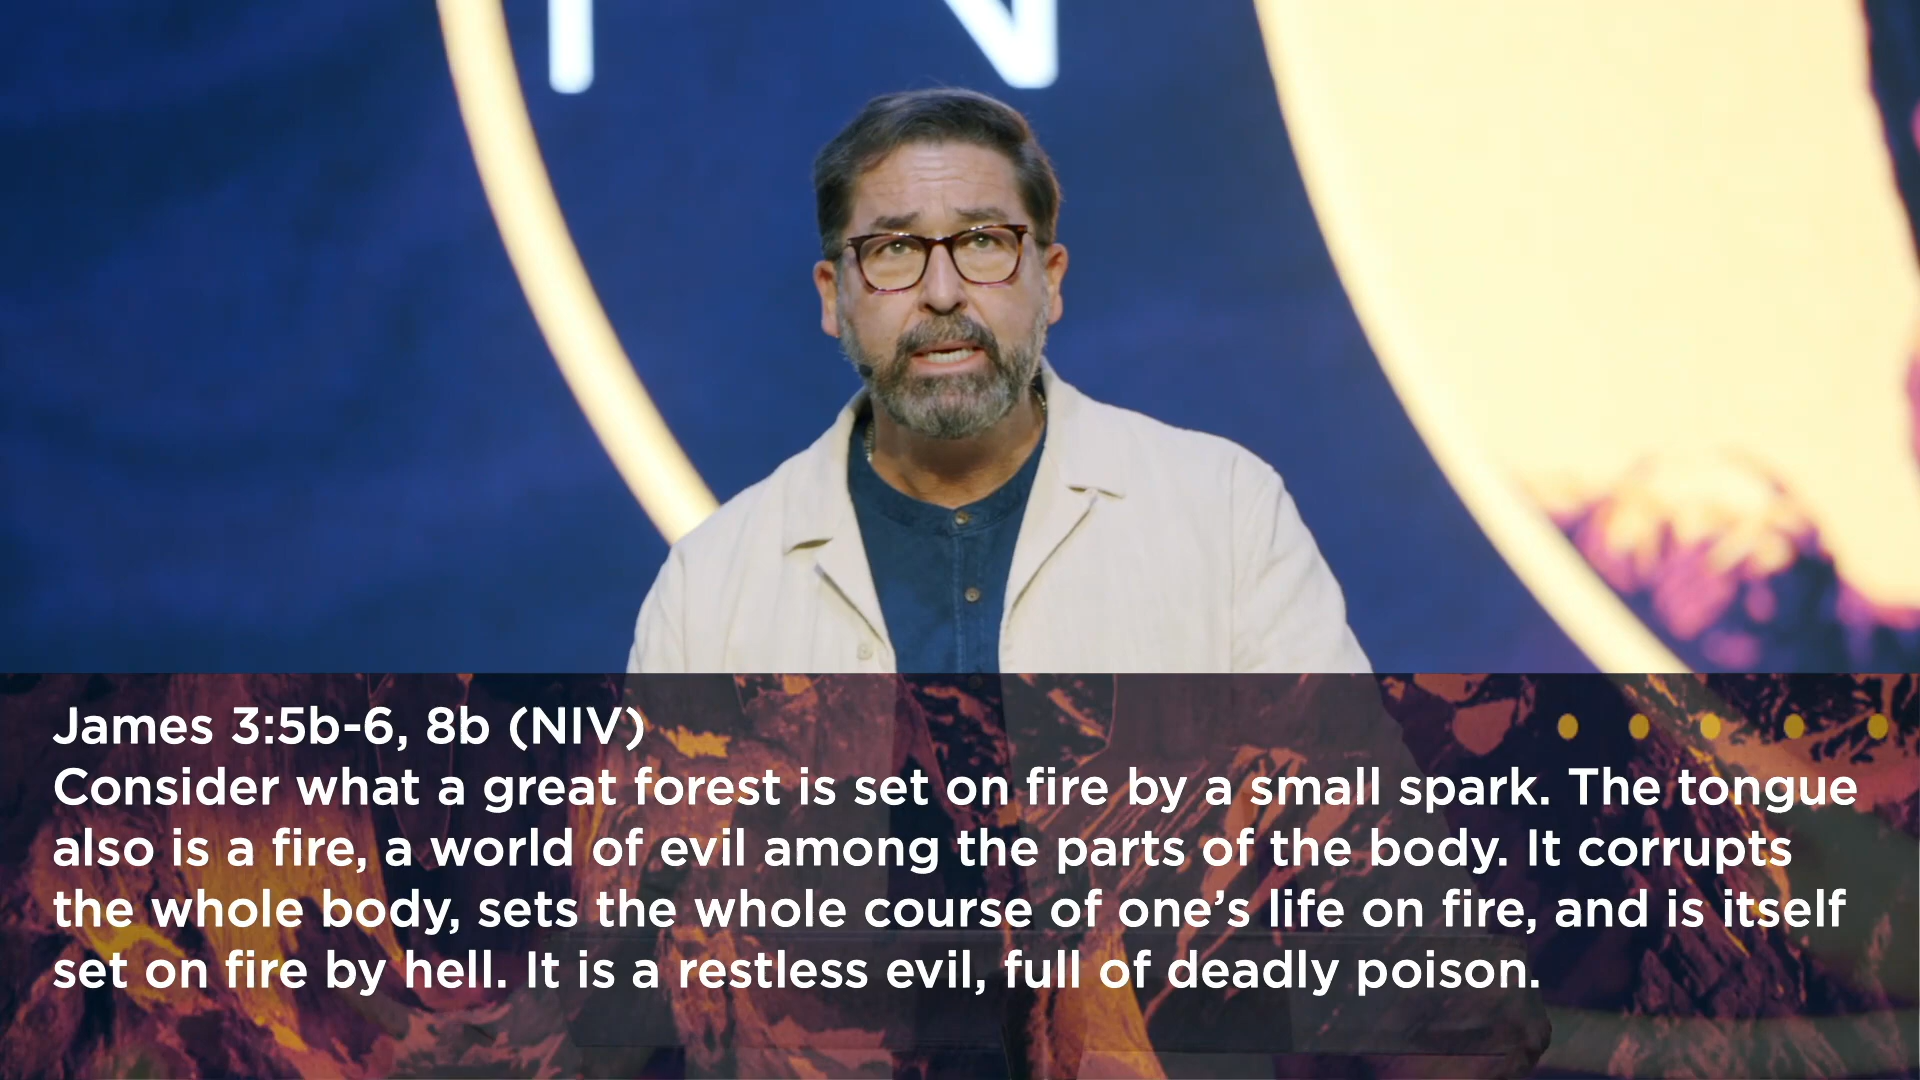 IN
James 3:5b-6, 8b (NIV)
Consider what a great forest is set on fire by a small spark. The tongue
also is a fire, a world of evil among the parts of the body. It corrupts
the whole body, sets the whole course of one’s life on fire, and is itself
set on fire by hell. It is a restless evil, full of deadly poison.